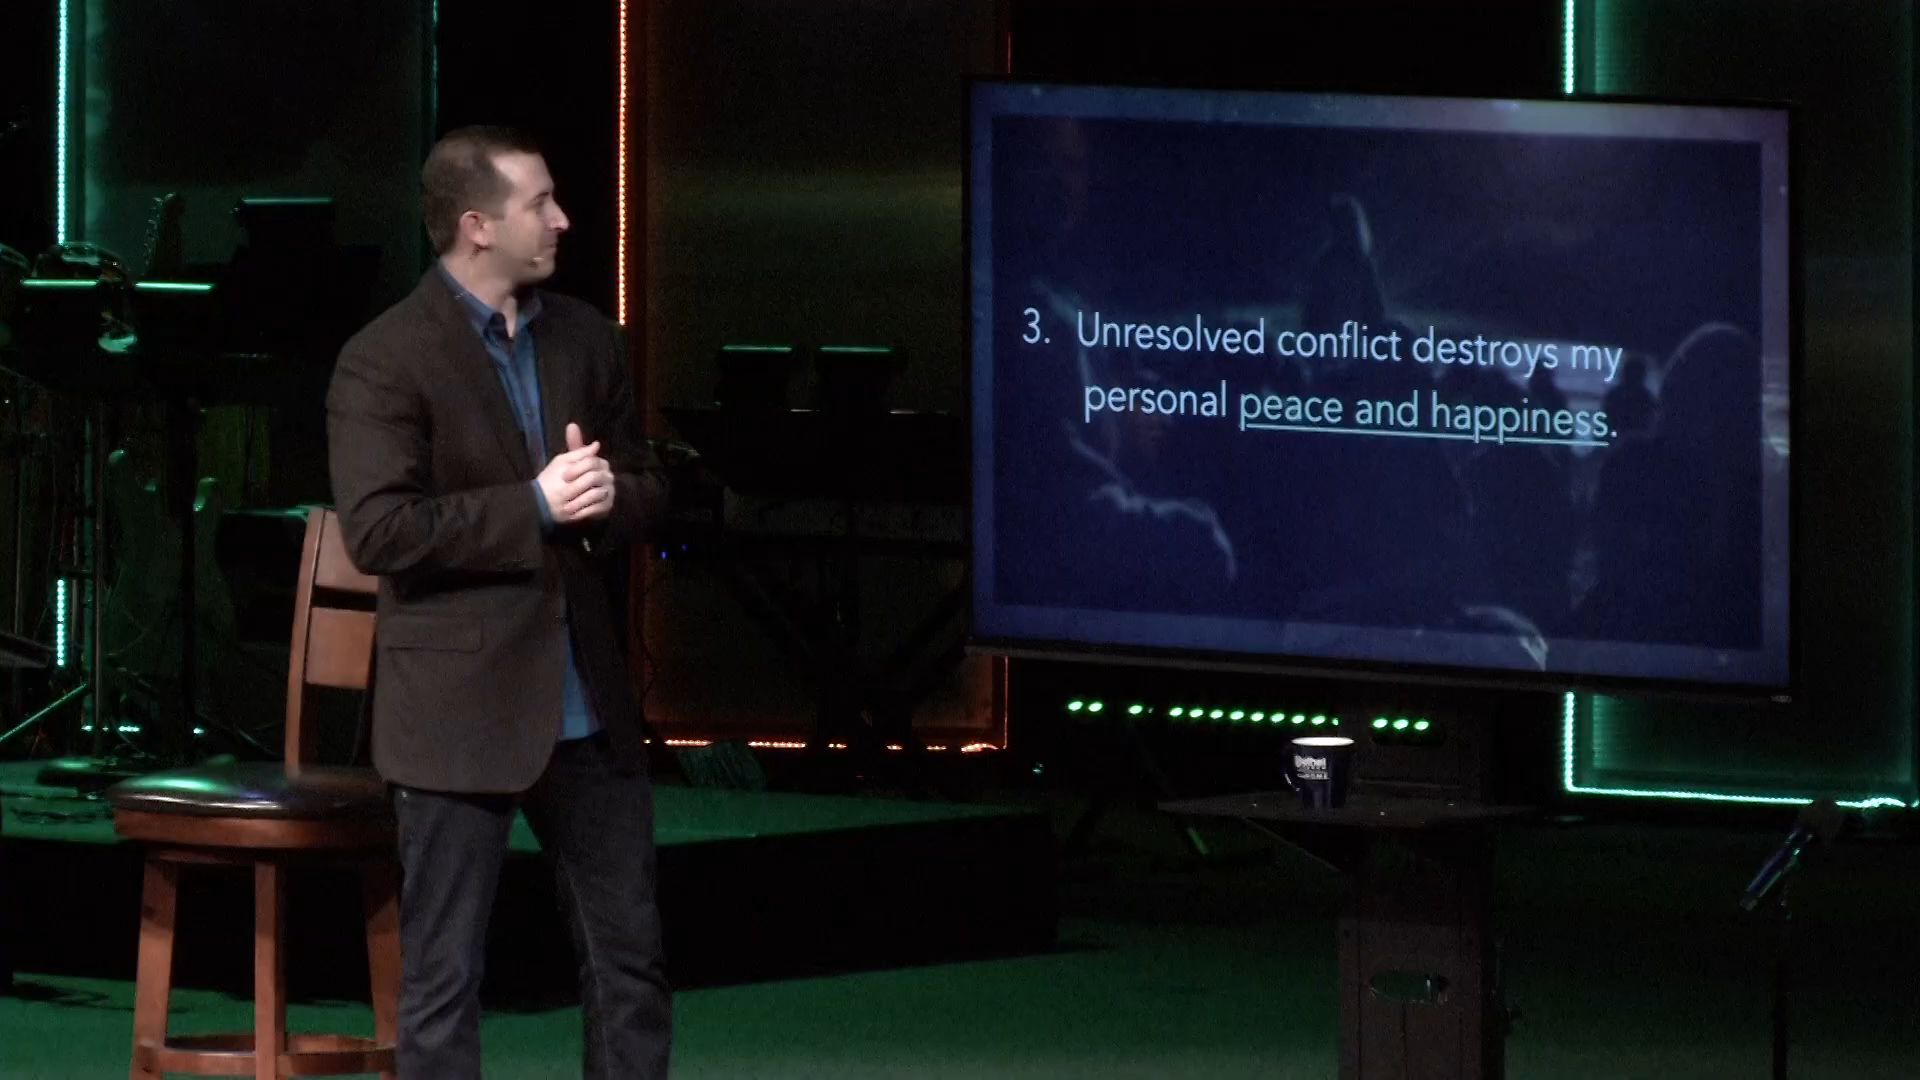 3. Unresolved conflict destroys my
personal peace and happiness.